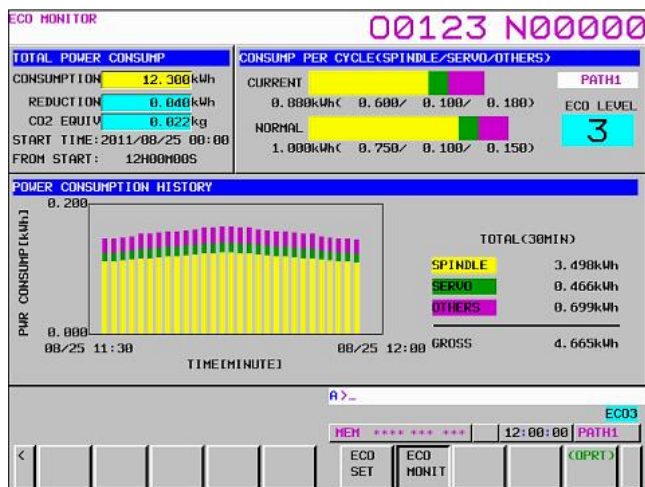 ECO MONITOR
O0123 N00000
TOTAL POWER CONSUMP
CONSUMPTION 12.300kWh
REDUCTION 0.040kWh
CO2 EQUIV 0.022kg
START TIME:2011/08/25 00:00
FROM START: 12H00M00S
CONSUMP PER CYCLE(SPINDLE/SERVO/OTHERS)
CURRENT
0.880kWh( 0.600/ 0.100/ 0.180)
NORMAL
1.000kWh( 0.750/ 0.100/ 0.150)
PATH1
ECO LEVEL
3
POWER CONSUMPTION HISTORY
PWR CONSUMP[kWh]
0.200
0.000
08/25 11:30
08/25 12:00
TIME[MINUTE]
TOTAL(30MIN)
SPINDLE 3.498kWh
SERVO 0.466kWh
OTHERS 0.699kWh
GROSS 4.665kWh
A>_
ECO3
MEM **** *** *** 12:00:00 PATH1
< ECO SET ECO MONIT (OPRT)